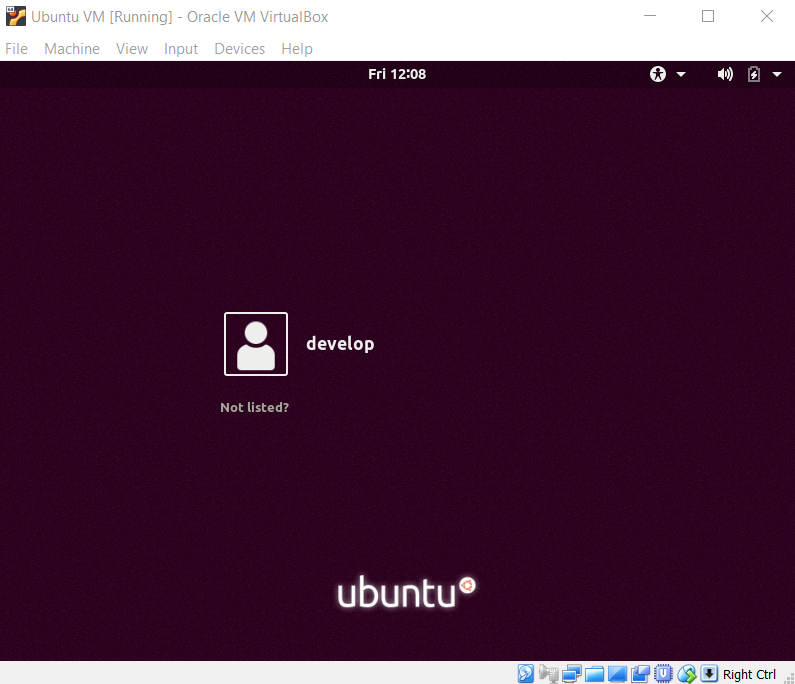 Ubuntu VM [Running] - Oracle VM VirtualBox
File Machine View Input Devices Help
Fri 12:08
develop
Not listed?
ubuntu
Right Ctrl